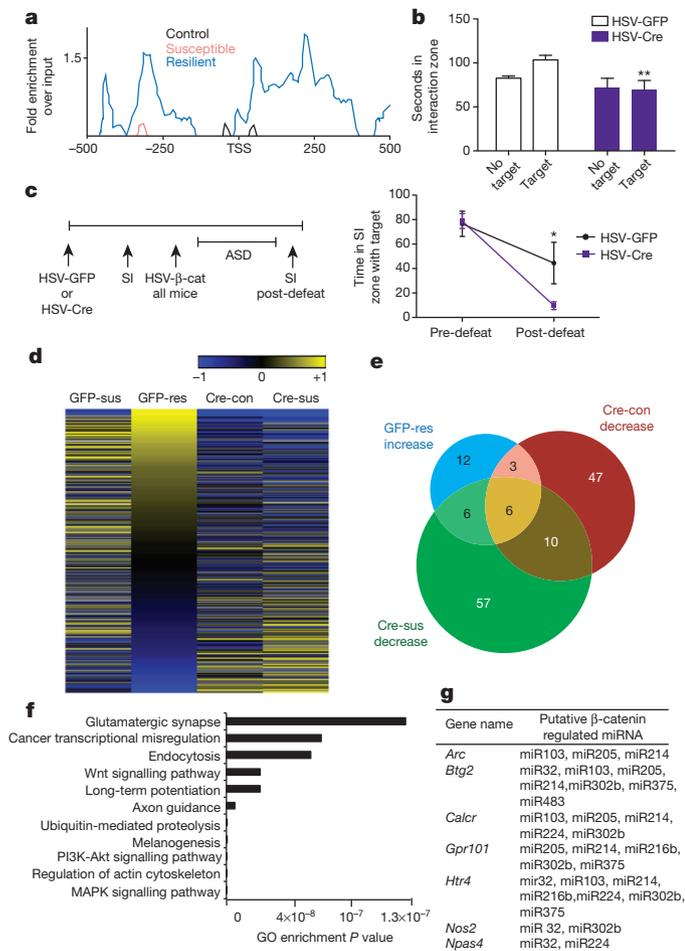 a
Control
Susceptible
Resilient
Fold enrichment
over input
1.5
−500
−250
TSS
250
500
b
HSV-GFP
HSV-Cre
Seconds in
interaction zone
150
100
50
0
**
No
target
Target
No
target
Target
c
ASD
HSV-GFP
or
HSV-Cre
SI
HSV-β-cat
all mice
SI
post-defeat
Time in SI
zone with target
100
80
60
40
20
0
*
HSV-GFP
HSV-Cre
Pre-defeat
Post-defeat
d
−1
0
+1
GFP-sus
GFP-res
Cre-con
Cre-sus
e
GFP-res
increase
Cre-con
decrease
12
3
47
6
6
10
57
Cre-sus
decrease
f
Glutamatergic synapse
Cancer transcriptional misregulation
Endocytosis
Wnt signalling pathway
Long-term potentiation
Axon guidance
Ubiquitin-mediated proteolysis
Melanogenesis
PI3K-Akt signalling pathway
Regulation of actin cytoskeleton
MAPK signalling pathway
0
4×10⁻⁸
10⁻⁷
1.3×10⁻⁷
GO enrichment P value
g
Gene name
Putative β-catenin
regulated miRNA
Arc miR103, miR205, miR214
Btg2 miR32, miR103, miR205,
miR214,miR302b, miR375,
miR483
Calcr miR103, miR205, miR214,
miR224, miR302b
Gpr101 miR205, miR214, miR216b,
miR302b, miR375
Htr4 mir32, miR103, miR214,
miR216b,miR224, miR302b,
miR375
Nos2 miR 32, miR302b
Npas4 miR32, miR224